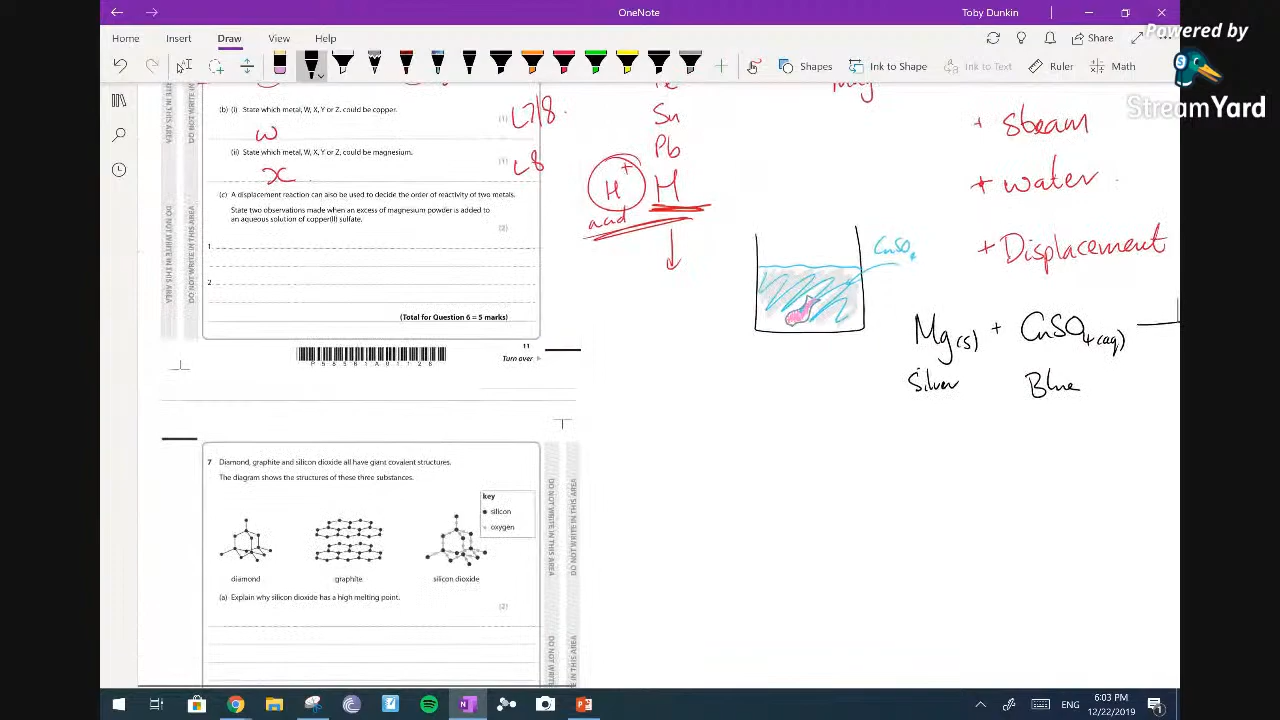 OneNote
Toby Dunkin
Powered by
StreamYard
Home
Insert
Draw
View
Help
Share
Shapes
Ink to Shape
Ink to Text
Ruler
Math
(b) (i) State which metal, W, X, Y or Z, could be copper.
(1)
L7/8
W
(ii) State which metal, W, X, Y or Z, could be magnesium.
(1)
L8
x
(c) A displacement reaction can also be used to decide the order of reactivity of two metals.
State two observations made when an excess of magnesium powder is added to
an aqueous solution of copper(II) sulfate.
(2)
1
2
(Total for Question 6 = 5 marks)
11
Turn over
P58561A01128
DO NOT WRITE IN THIS AREA
DO NOT WRITE IN THIS AREA
Sn
Pb
H
H+
acid
+ Steam
+ water
+ Displacement
CuSO4
Mg(s) + CuSO4(aq)
Silver
Blue
7 Diamond, graphite and silicon dioxide all have giant covalent structures.
The diagram shows the structures of these three substances.
key
silicon
oxygen
diamond
graphite
silicon dioxide
(a) Explain why silicon dioxide has a high melting point.
(2)
DO NOT WRITE IN THIS AREA
DO NOT WRITE IN THIS AREA
ENG
6:03 PM
12/22/2019